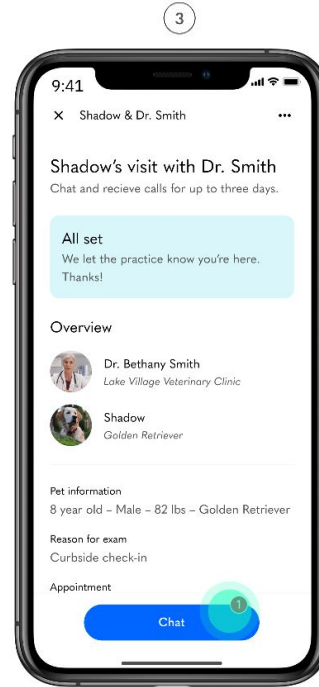 3
9:41
× Shadow & Dr. Smith •••
Shadow's visit with Dr. Smith
Chat and recieve calls for up to three days.
All set
We let the practice know you're here.
Thanks!
Overview
Dr. Bethany Smith
Lake Village Veterinary Clinic
Shadow
Golden Retriever
Pet information
8 year old – Male – 82 lbs – Golden Retriever
Reason for exam
Curbside check-in
Appointment
1
Chat